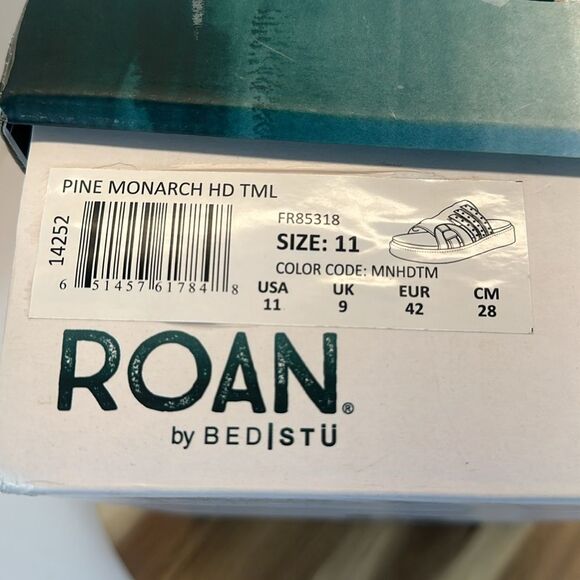 PINE MONARCH HD TML
14252
6 51457 61784 8
FR85318
SIZE: 11
COLOR CODE: MNHDTM
USA UK EUR CM
11 9 42 28
ROAN®
by BED|STÜ